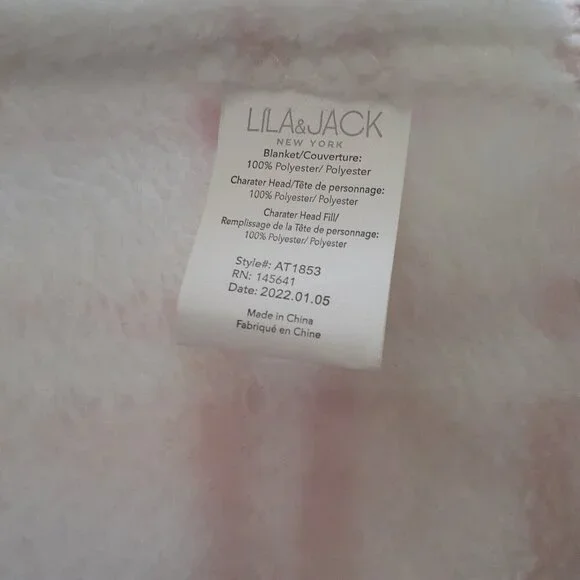 LILA&JACK
NEW YORK
Blanket/Couverture:
100% Polyester/ Polyester
Charater Head/Tête de personnage:
100% Polyester/ Polyester
Charater Head Fill/
Remplissage de la Tête de personnage:
100% Polyester/ Polyester
Style#: AT1853
RN: 145641
Date: 2022.01.05
Made in China
Fabriqué en Chine